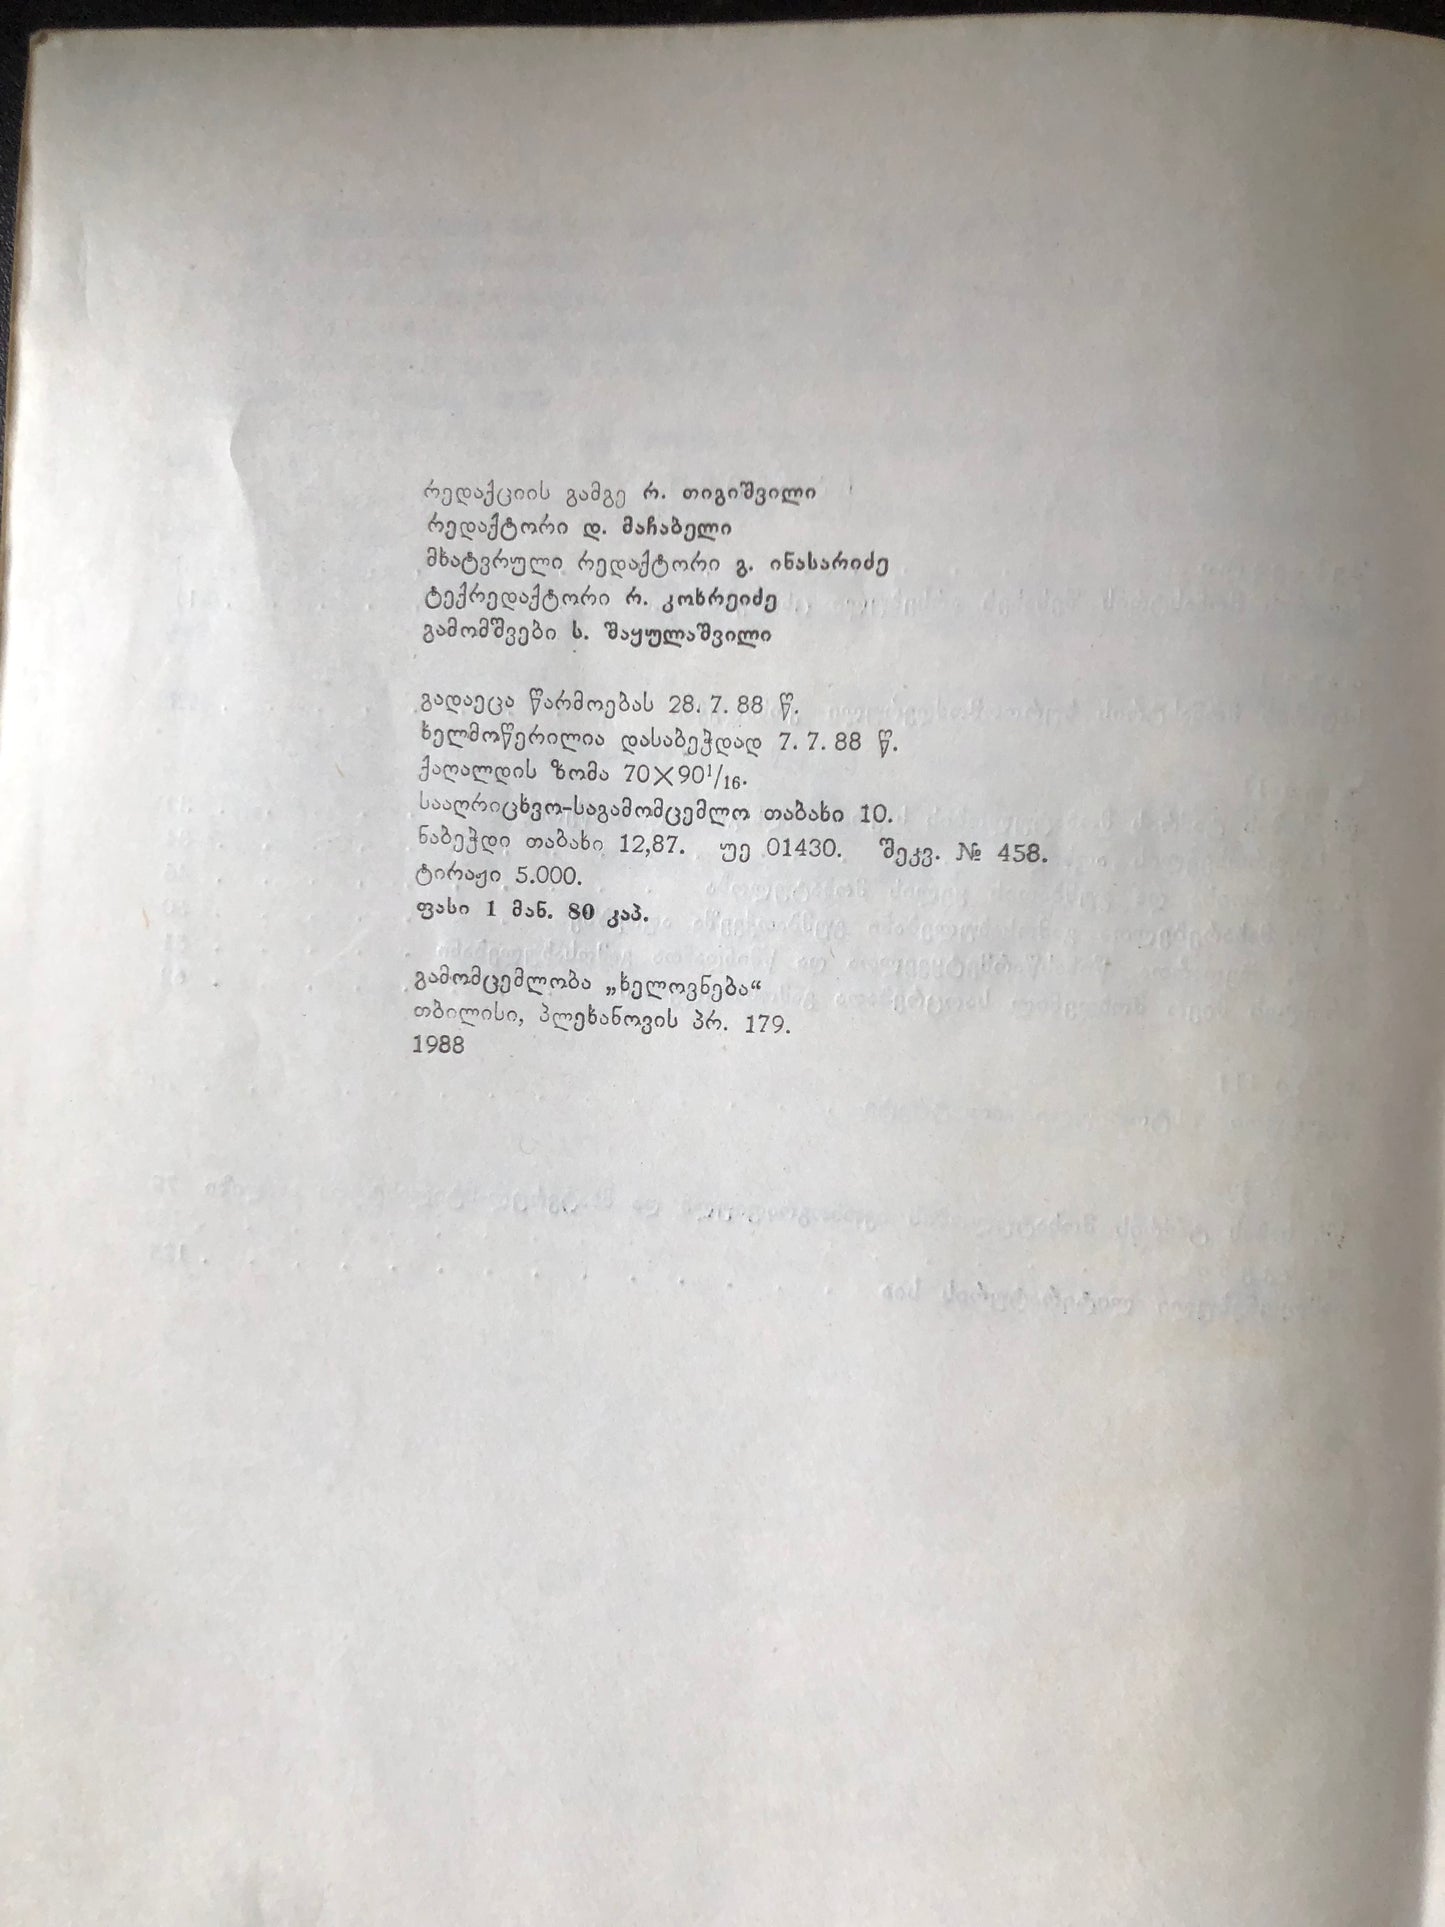 რედაქციის გამგე რ. თიგიშვილი
რედაქტორი დ. მაჩაბელი
მხატვრული რედაქტორი გ. ინასარიძე
ტექრედაქტორი რ. კოხრეიძე
გამომშვები ს. შაყულაშვილი
გადაეცა წარმოებას 28. 7. 88 წ.
ხელმოწერილია დასაბეჭდად 7. 7. 88 წ.
ქაღალდის ზომა 70×90¹/₁₆.
სააღრიცხვო-საგამომცემლო თაბახი 10.
ნაბეჭდი თაბახი 12,87. უე 01430. შეკვ. № 458.
ტირაჟი 5.000.
ფასი 1 მან. 80 კაპ.
გამომცემლობა „ხელოვნება“
თბილისი, პლეხანოვის პრ. 179.
1988